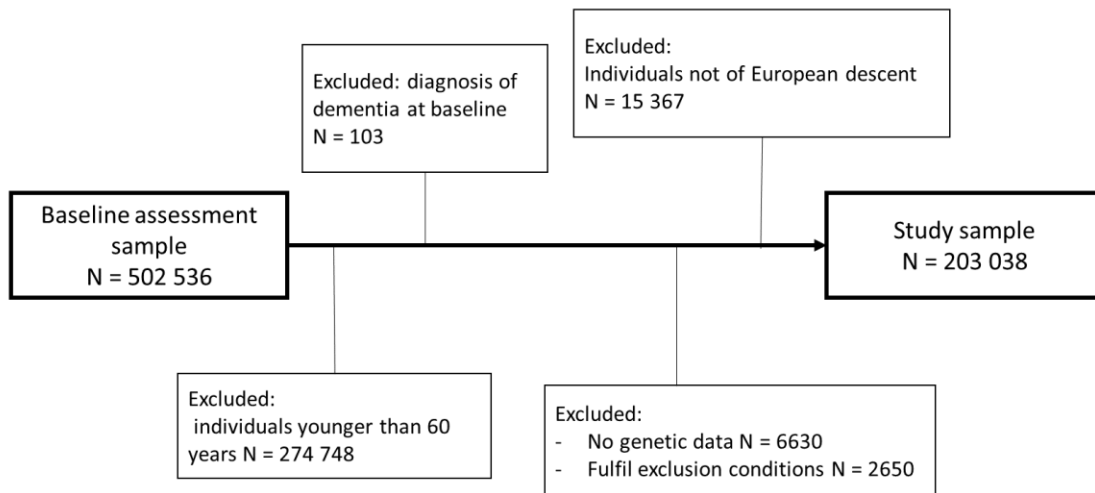 Baseline assessment
sample
N = 502 536
Excluded:
individuals younger than 60
years N = 274 748
Excluded: diagnosis of
dementia at baseline
N = 103
Excluded:
- No genetic data N = 6630
- Fulfil exclusion conditions N = 2650
Excluded:
Individuals not of European descent
N = 15 367
Study sample
N = 203 038